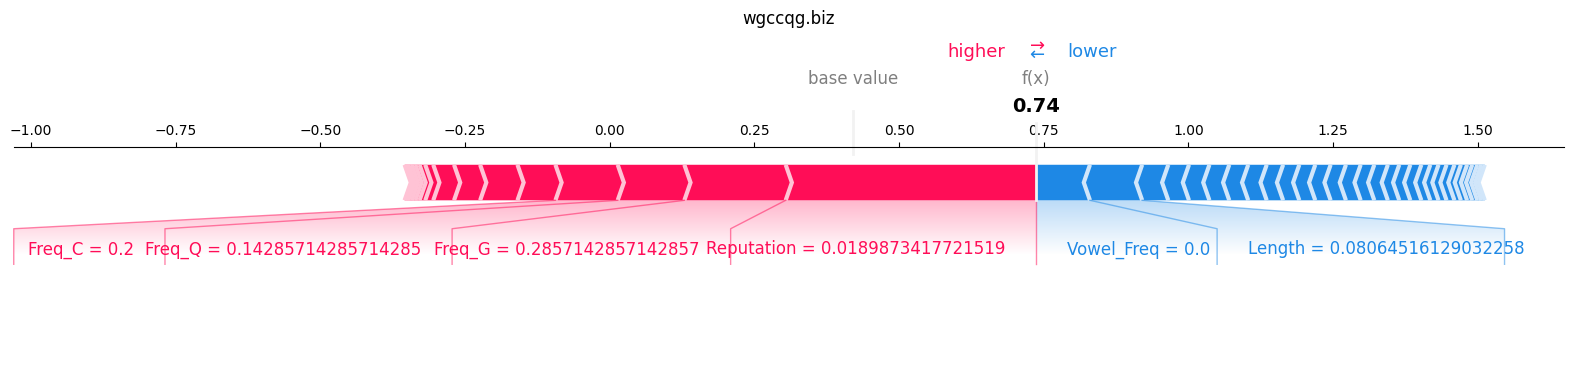 wgccqg.biz
higher ⇄ lower
base value f(x)
0.74
−1.00 −0.75 −0.50 −0.25 0.00 0.25 0.50 0.75 1.00 1.25 1.50
Freq_C = 0.2 Freq_Q = 0.14285714285714285 Freq_G = 0.2857142857142857 Reputation = 0.0189873417721519 Vowel_Freq = 0.0 Length = 0.08064516129032258